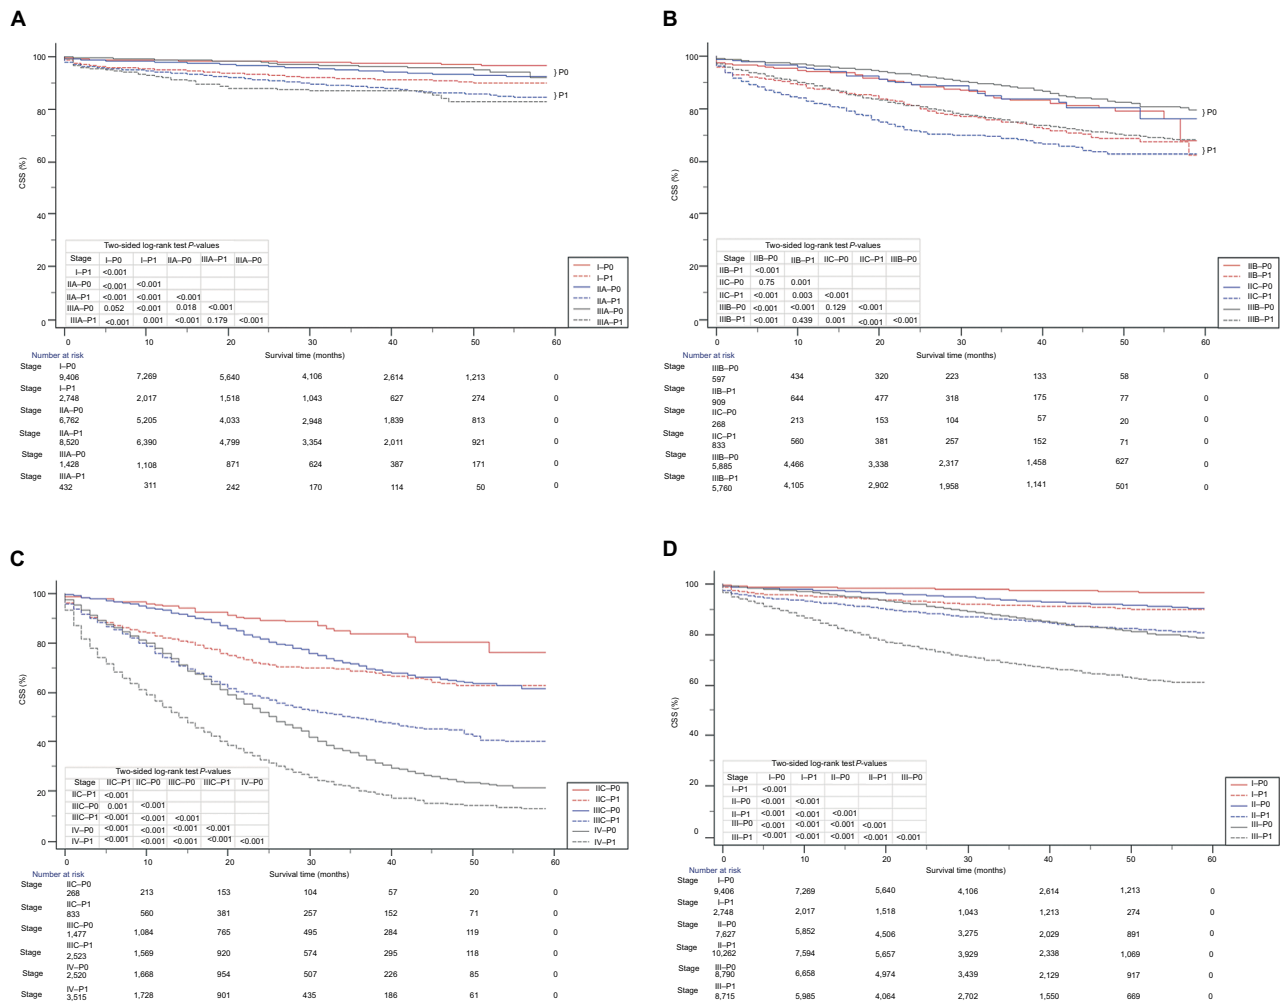 A
100
80
60
40
20
0
CSS (%)
} P0
} P1
Two-sided log-rank test P-values
Stage I–P0 I–P1 IIA–P0 IIIA–P1 IIIA–P0
I–P1 <0.001
IIA–P0 <0.001 <0.001
IIA–P1 <0.001 <0.001 <0.001
IIIA–P0 0.052 <0.001 0.018 <0.001
IIIA–P1 <0.001 0.001 <0.001 0.179 <0.001
I–P0
I–P1
IIA–P0
IIA–P1
IIIA–P0
IIIA–P1
0 10 20 30 40 50 60
Number at risk Survival time (months)
Stage I–P0
9,406 7,269 5,640 4,106 2,614 1,213 0
Stage I–P1
2,748 2,017 1,518 1,043 627 274 0
Stage IIA–P0
6,762 5,205 4,033 2,948 1,839 813 0
Stage IIA–P1
8,520 6,390 4,799 3,354 2,011 921 0
Stage IIIA–P0
1,428 1,108 871 624 387 171 0
Stage IIIA–P1
432 311 242 170 114 50 0
B
100
80
60
40
20
0
CSS (%)
} P0
} P1
Two-sided log-rank test P-values
Stage IIB–P0 IIB–P1 IIC–P0 IIC–P1 IIIB–P0
IIB–P1 <0.001
IIC–P0 0.75 0.001
IIC–P1 <0.001 0.003 <0.001
IIIB–P0 <0.001 <0.001 0.129 <0.001
IIIB–P1 <0.001 0.439 0.001 <0.001 <0.001
IIB–P0
IIB–P1
IIC–P0
IIC–P1
IIIB–P0
IIIB–P1
0 10 20 30 40 50 60
Number at risk Survival time (months)
Stage IIIB–P0
597 434 320 223 133 58 0
Stage IIB–P1
909 644 477 318 175 77 0
Stage IIC–P0
268 213 153 104 57 20 0
Stage IIC–P1
833 560 381 257 152 71 0
Stage IIIB–P0
5,885 4,466 3,338 2,317 1,458 627 0
Stage IIIB–P1
5,760 4,105 2,902 1,958 1,141 501 0
C
100
80
60
40
20
0
CSS (%)
Two-sided log-rank test P-values
Stage IIC–P1 IIC–P0 IIIC–P0 IIIC–P1 IV–P0
IIC–P1 <0.001
IIIC–P0 0.001 <0.001
IIIC–P1 <0.001 <0.001 <0.001
IV–P0 <0.001 <0.001 <0.001 <0.001
IV–P1 <0.001 <0.001 <0.001 <0.001 <0.001
IIC–P0
IIC–P1
IIIC–P0
IIIC–P1
IV–P0
IV–P1
0 10 20 30 40 50 60
Number at risk Survival time (months)
Stage IIC–P0
268 213 153 104 57 20 0
Stage IIC–P1
833 560 381 257 152 71 0
Stage IIIC–P0
1,477 1,084 765 495 284 119 0
Stage IIIC–P1
2,523 1,569 920 574 295 118 0
Stage IV–P0
2,520 1,668 954 507 226 85 0
Stage IV–P1
3,515 1,728 901 435 186 61 0
D
100
80
60
40
20
0
CSS (%)
Two-sided log-rank test P-values
Stage I–P0 I–P1 II–P0 II–P1 III–P0
I–P1 <0.001
II–P0 <0.001 <0.001
II–P1 <0.001 <0.001 <0.001
III–P0 <0.001 <0.001 <0.001 <0.001
III–P1 <0.001 <0.001 <0.001 <0.001 <0.001
I–P0
I–P1
II–P0
II–P1
III–P0
III–P1
0 10 20 30 40 50 60
Number at risk Survival time (months)
Stage I–P0
9,406 7,269 5,640 4,106 2,614 1,213 0
Stage I–P1
2,748 2,017 1,518 1,043 1,213 274 0
Stage II–P0
7,627 5,852 4,506 3,275 2,029 891 0
Stage II–P1
10,262 7,594 5,657 3,929 2,338 1,069 0
Stage III–P0
8,790 6,658 4,974 3,439 2,129 917 0
Stage III–P1
8,715 5,985 4,064 2,702 1,550 669 0